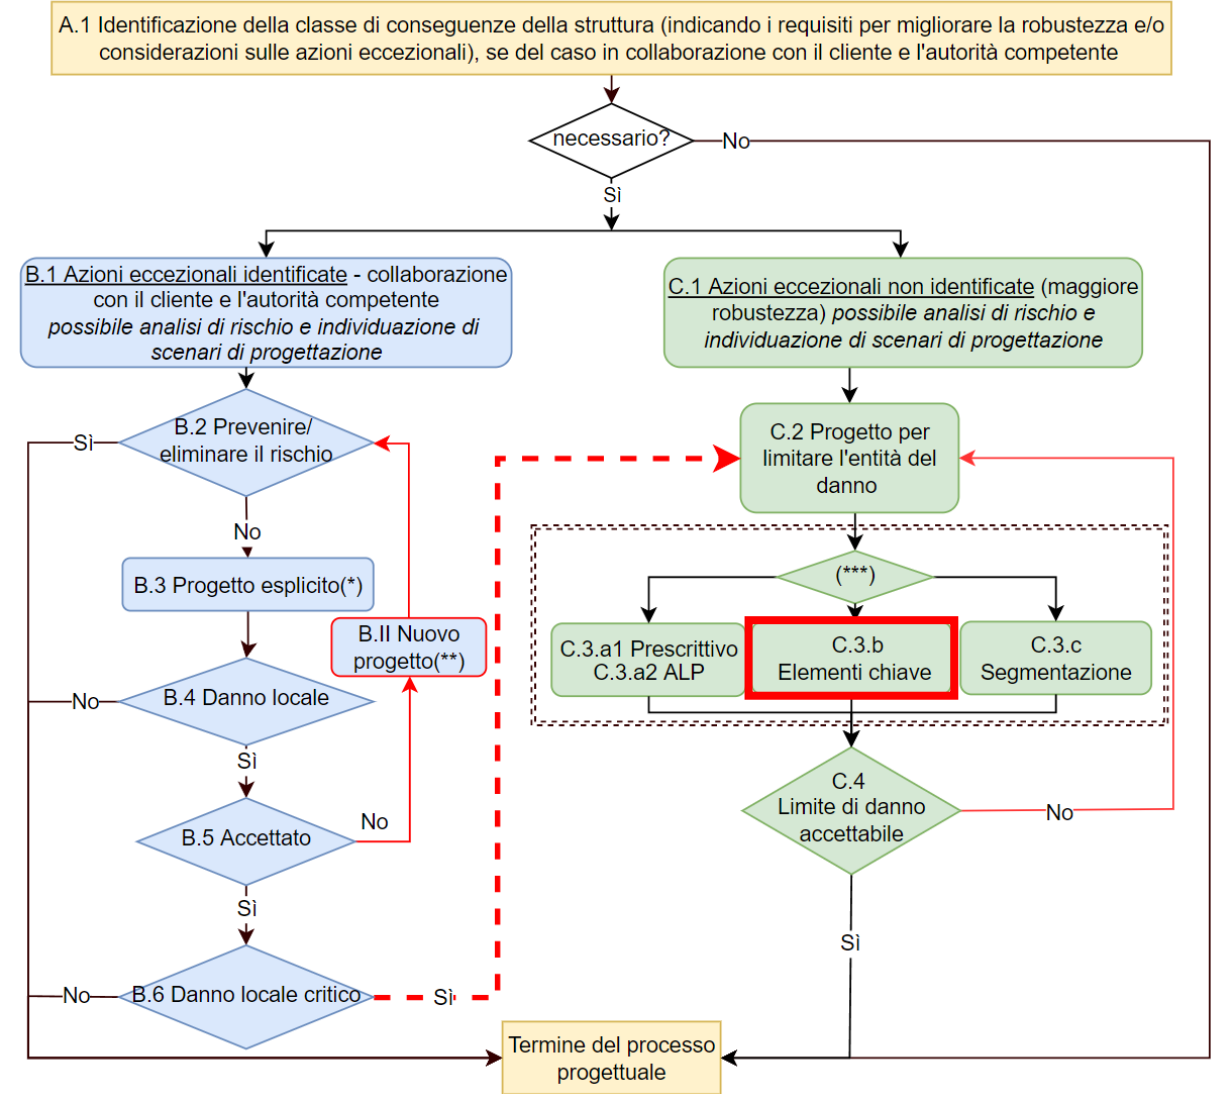 A.1 Identificazione della classe di conseguenze della struttura (indicando i requisiti per migliorare la robustezza e/o
considerazioni sulle azioni eccezionali), se del caso in collaborazione con il cliente e l'autorità competente
necessario?
No
Sì
B.1 Azioni eccezionali identificate - collaborazione
con il cliente e l'autorità competente
possibile analisi di rischio e individuazione di
scenari di progettazione
C.1 Azioni eccezionali non identificate (maggiore
robustezza) possibile analisi di rischio e
individuazione di scenari di progettazione
B.2 Prevenire/
eliminare il rischio
Sì
No
B.3 Progetto esplicito(*)
B.II Nuovo
progetto(**)
B.4 Danno locale
No
Sì
B.5 Accettato
No
Sì
B.6 Danno locale critico
No
Sì
C.2 Progetto per
limitare l'entità del
danno
(***)
C.3.a1 Prescrittivo
C.3.a2 ALP
C.3.b
Elementi chiave
C.3.c
Segmentazione
C.4
Limite di danno
accettabile
No
Sì
Termine del processo
progettuale